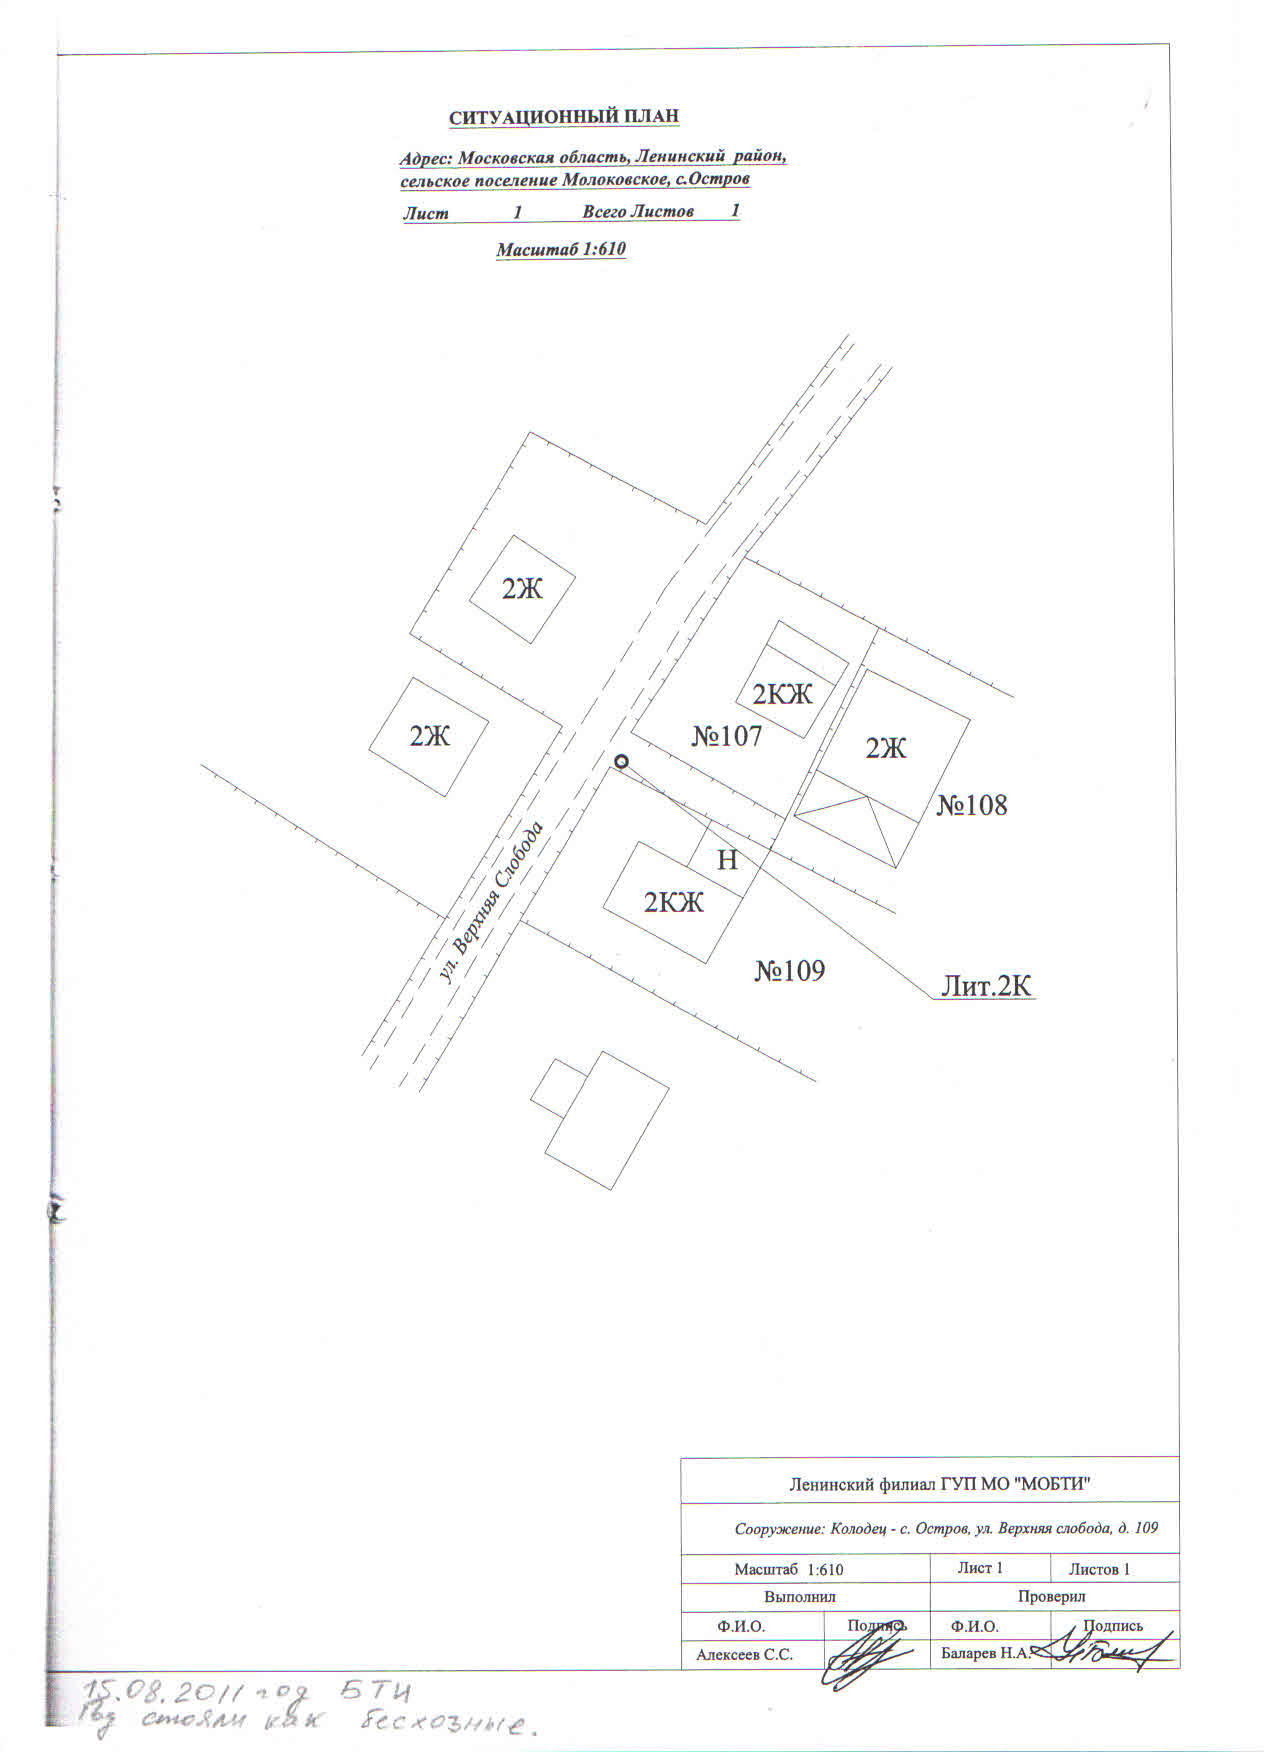 СИТУАЦИОННЫЙ ПЛАН
Адрес: Московская область, Ленинский район,
сельское поселение Молоковское, с.Остров
Лист 1 Всего Листов 1
Масштаб 1:610
2Ж
2КЖ
2Ж
№107
2Ж
№108
ул. Верхняя Слобода
Н
2КЖ
№109
Лит.2К
Ленинский филиал ГУП МО "МОБТИ"
Сооружение: Колодец - с. Остров, ул. Верхняя слобода, д. 109
Масштаб 1:610 Лист 1 Листов 1
Выполнил Проверил
Ф.И.О. Подпись Ф.И.О. Подпись
Алексеев С.С. Баларев Н.А.
15.08.2011 год БТИ
стояли как бесхозные.